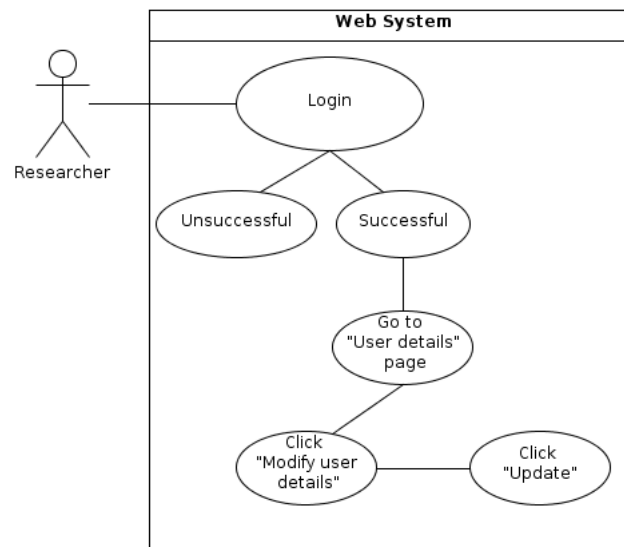 Web System
Login
Researcher
Unsuccessful
Successful
Go to
"User details"
page
Click
"Modify user
details"
Click
"Update"